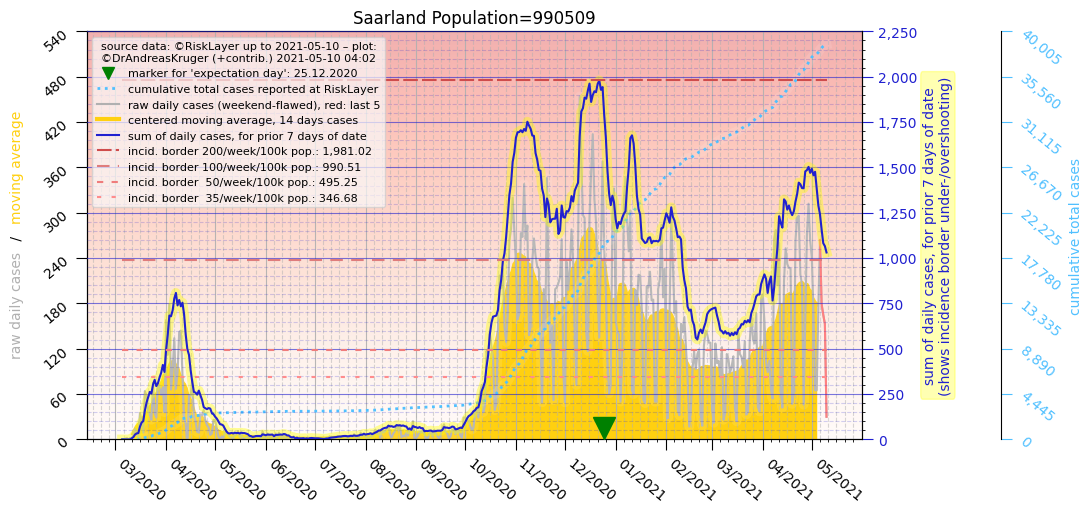 Saarland Population=990509
source data: ©RiskLayer up to 2021-05-10 – plot:
©DrAndreasKruger (+contrib.) 2021-05-10 04:02
marker for 'expectation day': 25.12.2020
cumulative total cases reported at RiskLayer
raw daily cases (weekend-flawed), red: last 5
centered moving average, 14 days cases
sum of daily cases, for prior 7 days of date
incid. border 200/week/100k pop.: 1,981.02
incid. border 100/week/100k pop.: 990.51
incid. border  50/week/100k pop.: 495.25
incid. border  35/week/100k pop.: 346.68
raw daily cases / moving average
540
480
420
360
300
240
180
120
60
0
2,250
2,000
1,750
1,500
1,250
1,000
750
500
250
0
sum of daily cases, for prior 7 days of date
(shows incidence border under-/overshooting)
40,005
35,560
31,115
26,670
22,225
17,780
13,335
8,890
4,445
0
cumulative total cases
03/2020
04/2020
05/2020
06/2020
07/2020
08/2020
09/2020
10/2020
11/2020
12/2020
01/2021
02/2021
03/2021
04/2021
05/2021